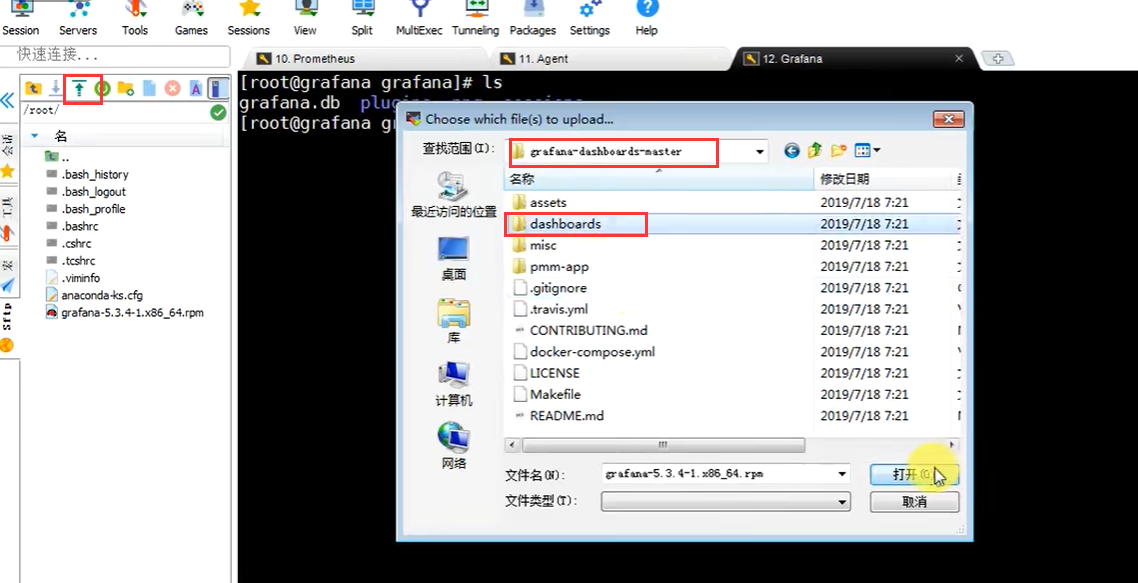 Session Servers Tools Games Sessions View Split MultiExec Tunneling Packages Settings Help
快速连接...
10. Prometheus
11. Agent
12. Grafana
/root/
名
..
.bash_history
.bash_logout
.bash_profile
.bashrc
.cshrc
.tcshrc
.viminfo
anaconda-ks.cfg
grafana-5.3.4-1.x86_64.rpm
会话
工具
宏
Sftp
[root@grafana grafana]# ls
grafana.db
[root@grafana
Choose which file(s) to upload...
查找范围(I):
grafana-dashboards-master
最近访问的位置
桌面
库
计算机
网络
名称 修改日期
assets 2019/7/18 7:21
dashboards 2019/7/18 7:21
misc 2019/7/18 7:21
pmm-app 2019/7/18 7:21
.gitignore 2019/7/18 7:21
.travis.yml 2019/7/18 7:21
CONTRIBUTING.md 2019/7/18 7:21
docker-compose.yml 2019/7/18 7:21
LICENSE 2019/7/18 7:21
Makefile 2019/7/18 7:21
README.md 2019/7/18 7:21
文件名(N): grafana-5.3.4-1.x86_64.rpm
打开(O)
文件类型(T):
取消